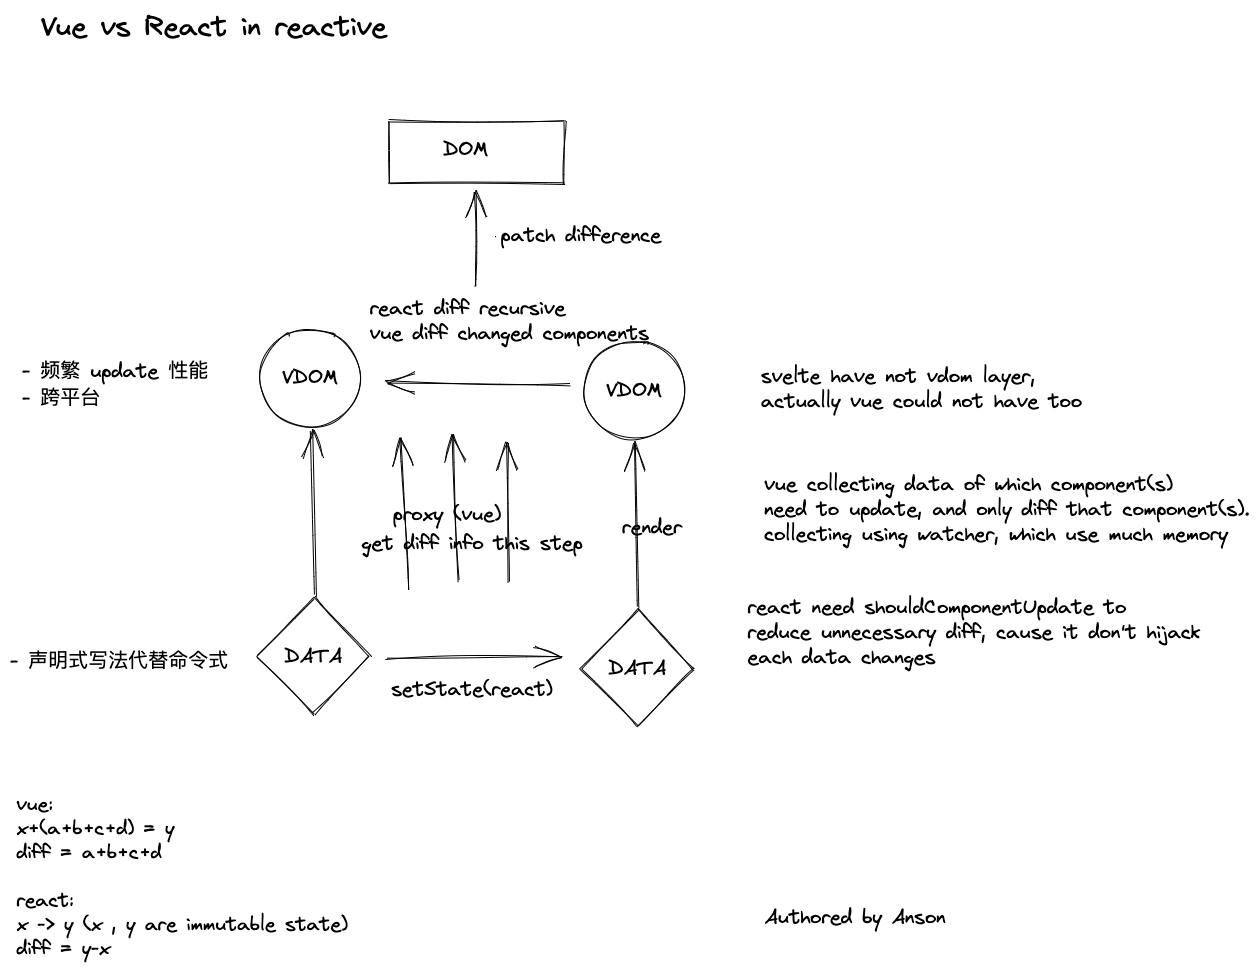 Vue vs React in reactive
DOM
patch difference
react diff recursive
vue diff changed components
- 频繁 update 性能
- 跨平台
VDOM
VDOM
svelte have not vdom layer,
actually vue could not have too
vue collecting data of which component(s)
need to update, and only diff that component(s).
collecting using watcher, which use much memory
proxy (vue)
get diff info this step
render
react need shouldComponentUpdate to
reduce unnecessary diff, cause it don't hijack
each data changes
- 声明式写法代替命令式
DATA
DATA
setState(react)
vue:
x+(a+b+c+d) = y
diff = a+b+c+d
react:
x -> y (x , y are immutable state)
diff = y-x
Authored by Anson